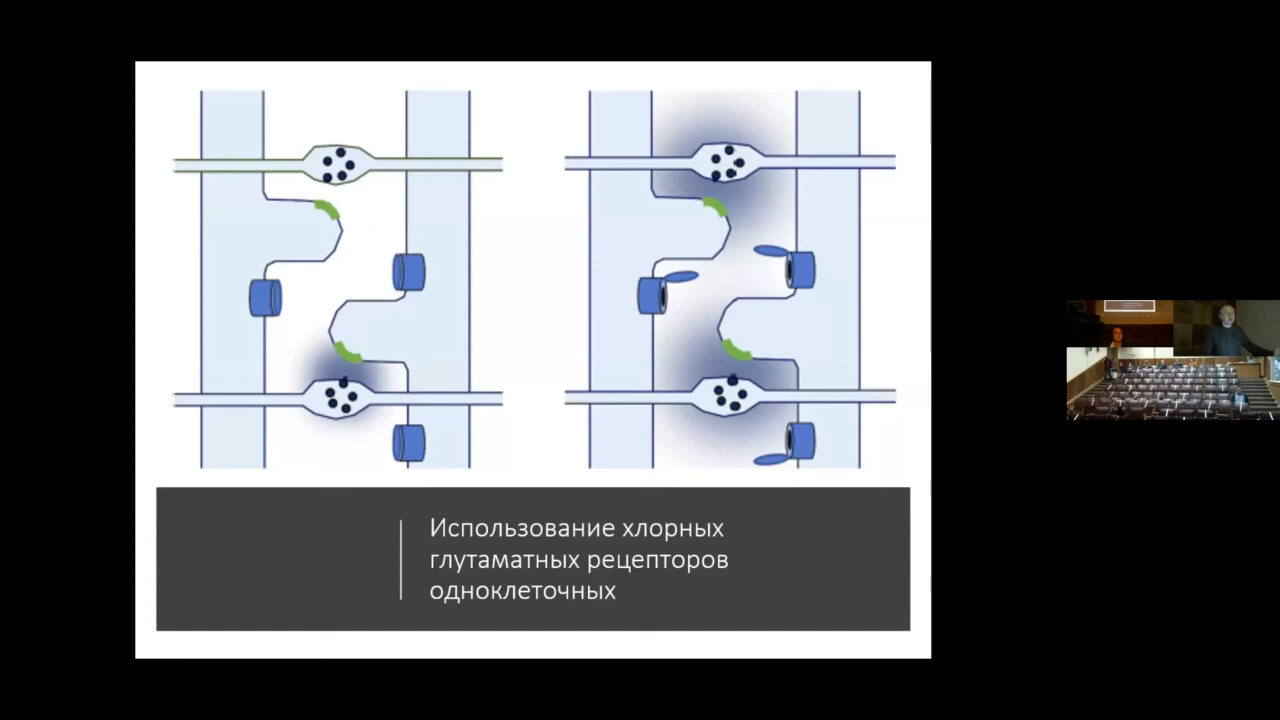 Использование хлорных
глутаматных рецепторов
одноклеточных